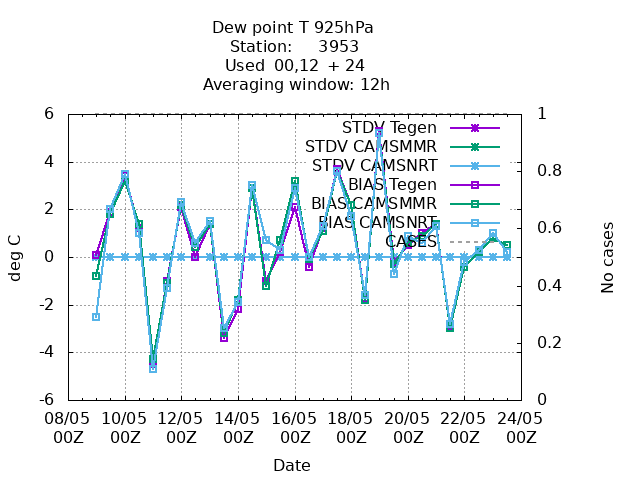 Dew point T 925hPa
Station:     3953
Used  00,12  + 24
Averaging window: 12h
6
4
2
0
-2
-4
-6
deg C
1
0.8
0.6
0.4
0.2
0
No cases
STDV Tegen
STDV CAMSMMR
STDV CAMSNRT
BIAS Tegen
BIAS CAMSMMR
BIAS CAMSNRT
CASES
08/05 10/05 12/05 14/05 16/05 18/05 20/05 22/05 24/05
00Z 00Z 00Z 00Z 00Z 00Z 00Z 00Z 00Z
Date